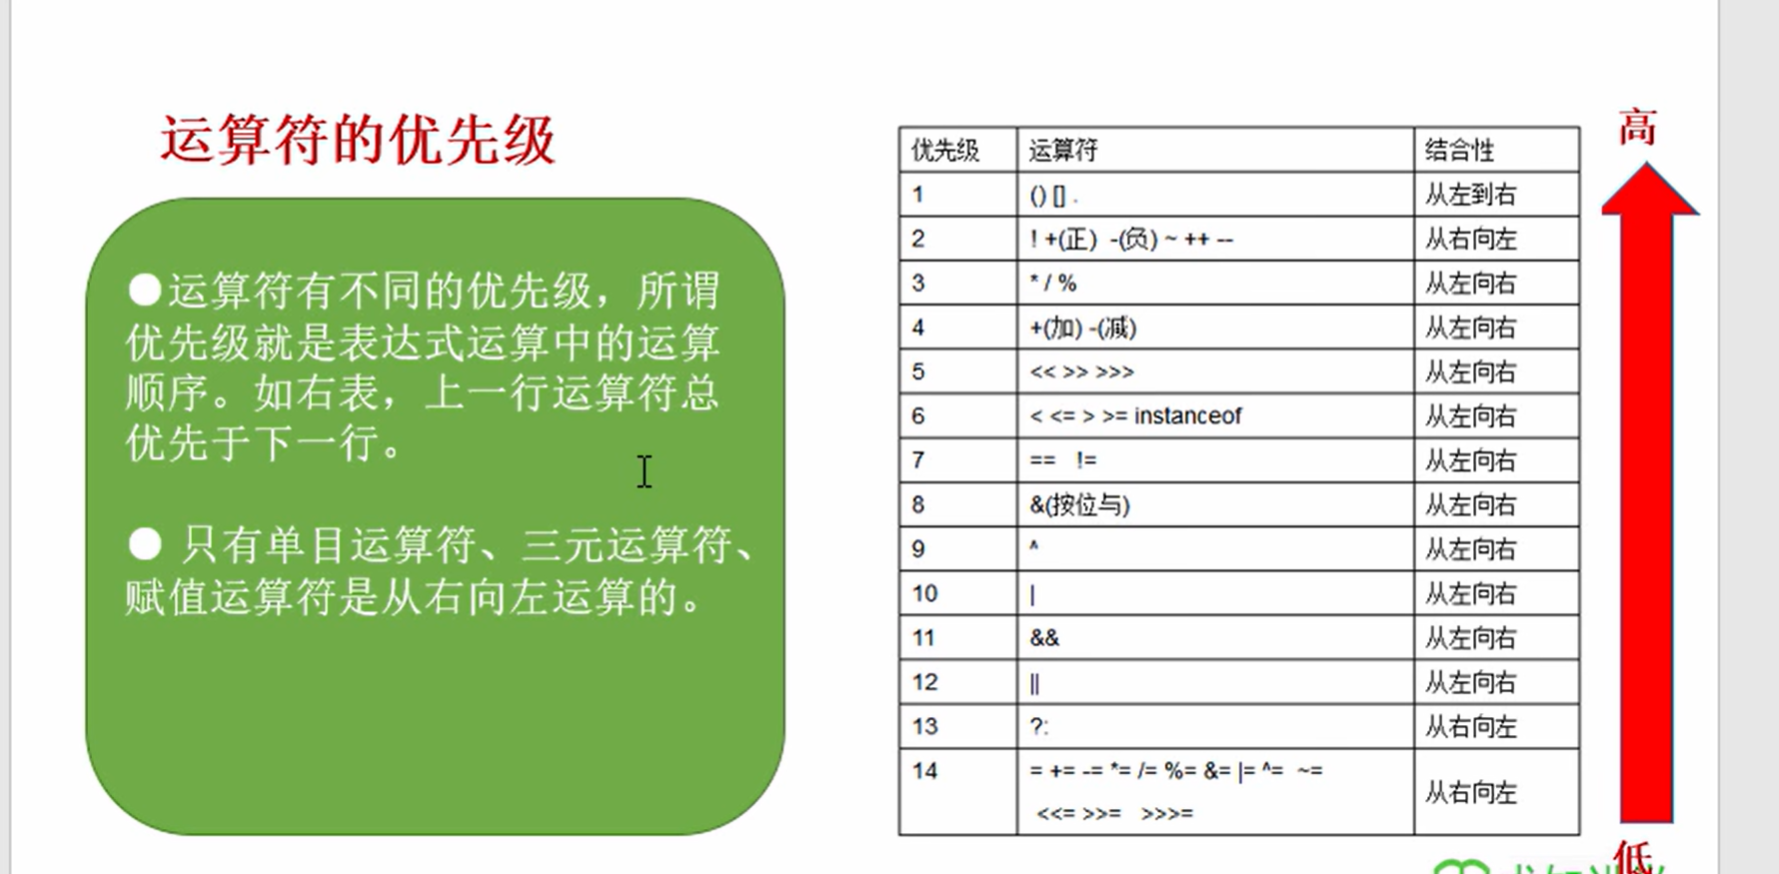 运算符的优先级
●运算符有不同的优先级，所谓
优先级就是表达式运算中的运算
顺序。如右表，上一行运算符总
优先于下一行。
● 只有单目运算符、三元运算符、
赋值运算符是从右向左运算的。
优先级 运算符 结合性
1 () [] . 从左到右
2 ! +(正) -(负) ~ ++ -- 从右向左
3 * / % 从左向右
4 +(加) -(减) 从左向右
5 << >> >>> 从左向右
6 < <= > >= instanceof 从左向右
7 == != 从左向右
8 &(按位与) 从左向右
9 ^ 从左向右
10 | 从左向右
11 && 从左向右
12 || 从左向右
13 ?: 从右向左
14 = += -= *= /= %= &= |= ^= ~= 从右向左
<<= >>= >>>=
高
低